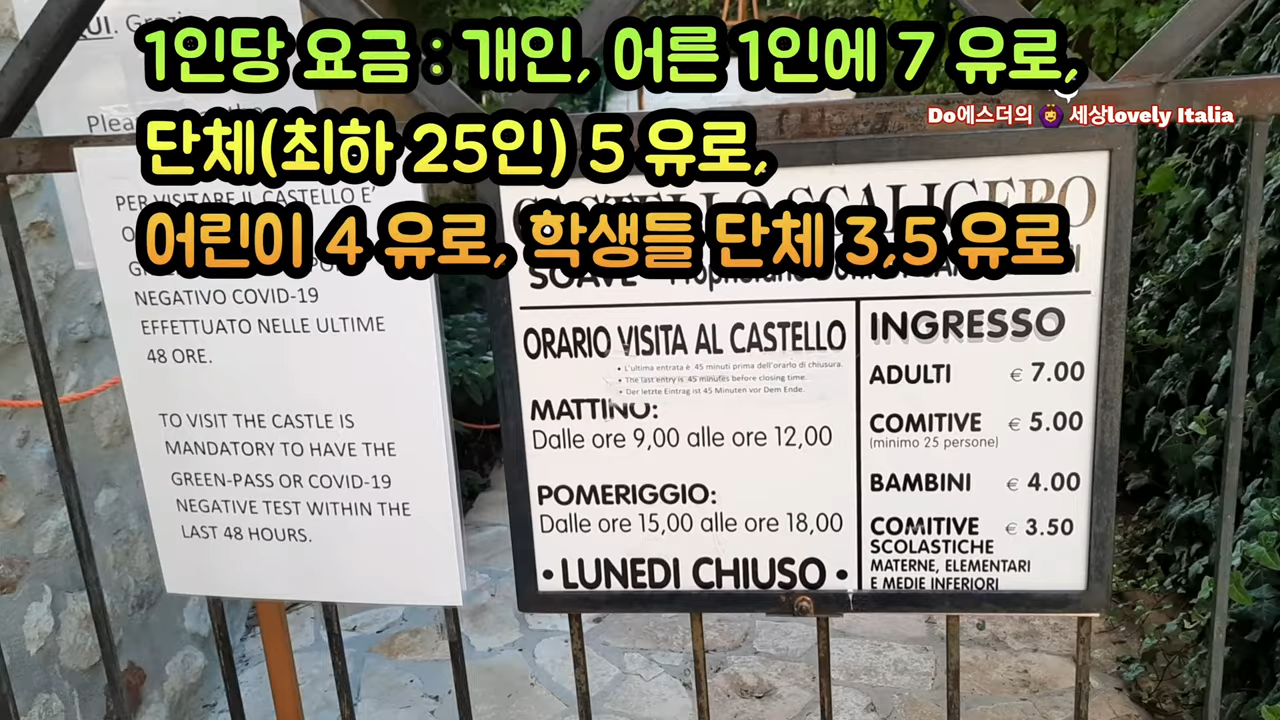 1인당 요금 : 개인, 어른 1인에 7 유로,
단체(최하 25인) 5 유로,
어린이 4 유로, 학생들 단체 3,5 유로
Do에스더의 🙆‍♀️ 세상lovely Italia
QUI.
PER VISITARE IL CASTELLO E'
NEGATIVO COVID-19
EFFETTUATO NELLE ULTIME
48 ORE.
TO VISIT THE CASTLE IS
MANDATORY TO HAVE THE
GREEN-PASS OR COVID-19
NEGATIVE TEST WITHIN THE
LAST 48 HOURS.
CASTELLO SCALIGERO
SOAVE
ORARIO VISITA AL CASTELLO
• L'ultima entrata è 45 minuti prima dell'orario di chiusura.
• The last entry is 45 minutes before closing time.
• Der letzte Eintrag ist 45 Minuten vor Dem Ende.
MATTINO:
Dalle ore 9,00 alle ore 12,00
POMERIGGIO:
Dalle ore 15,00 alle ore 18,00
• LUNEDI CHIUSO •
INGRESSO
ADULTI € 7.00
COMITIVE € 5.00
(minimo 25 persone)
BAMBINI € 4.00
COMITIVE € 3.50
SCOLASTICHE
MATERNE, ELEMENTARI
E MEDIE INFERIORI